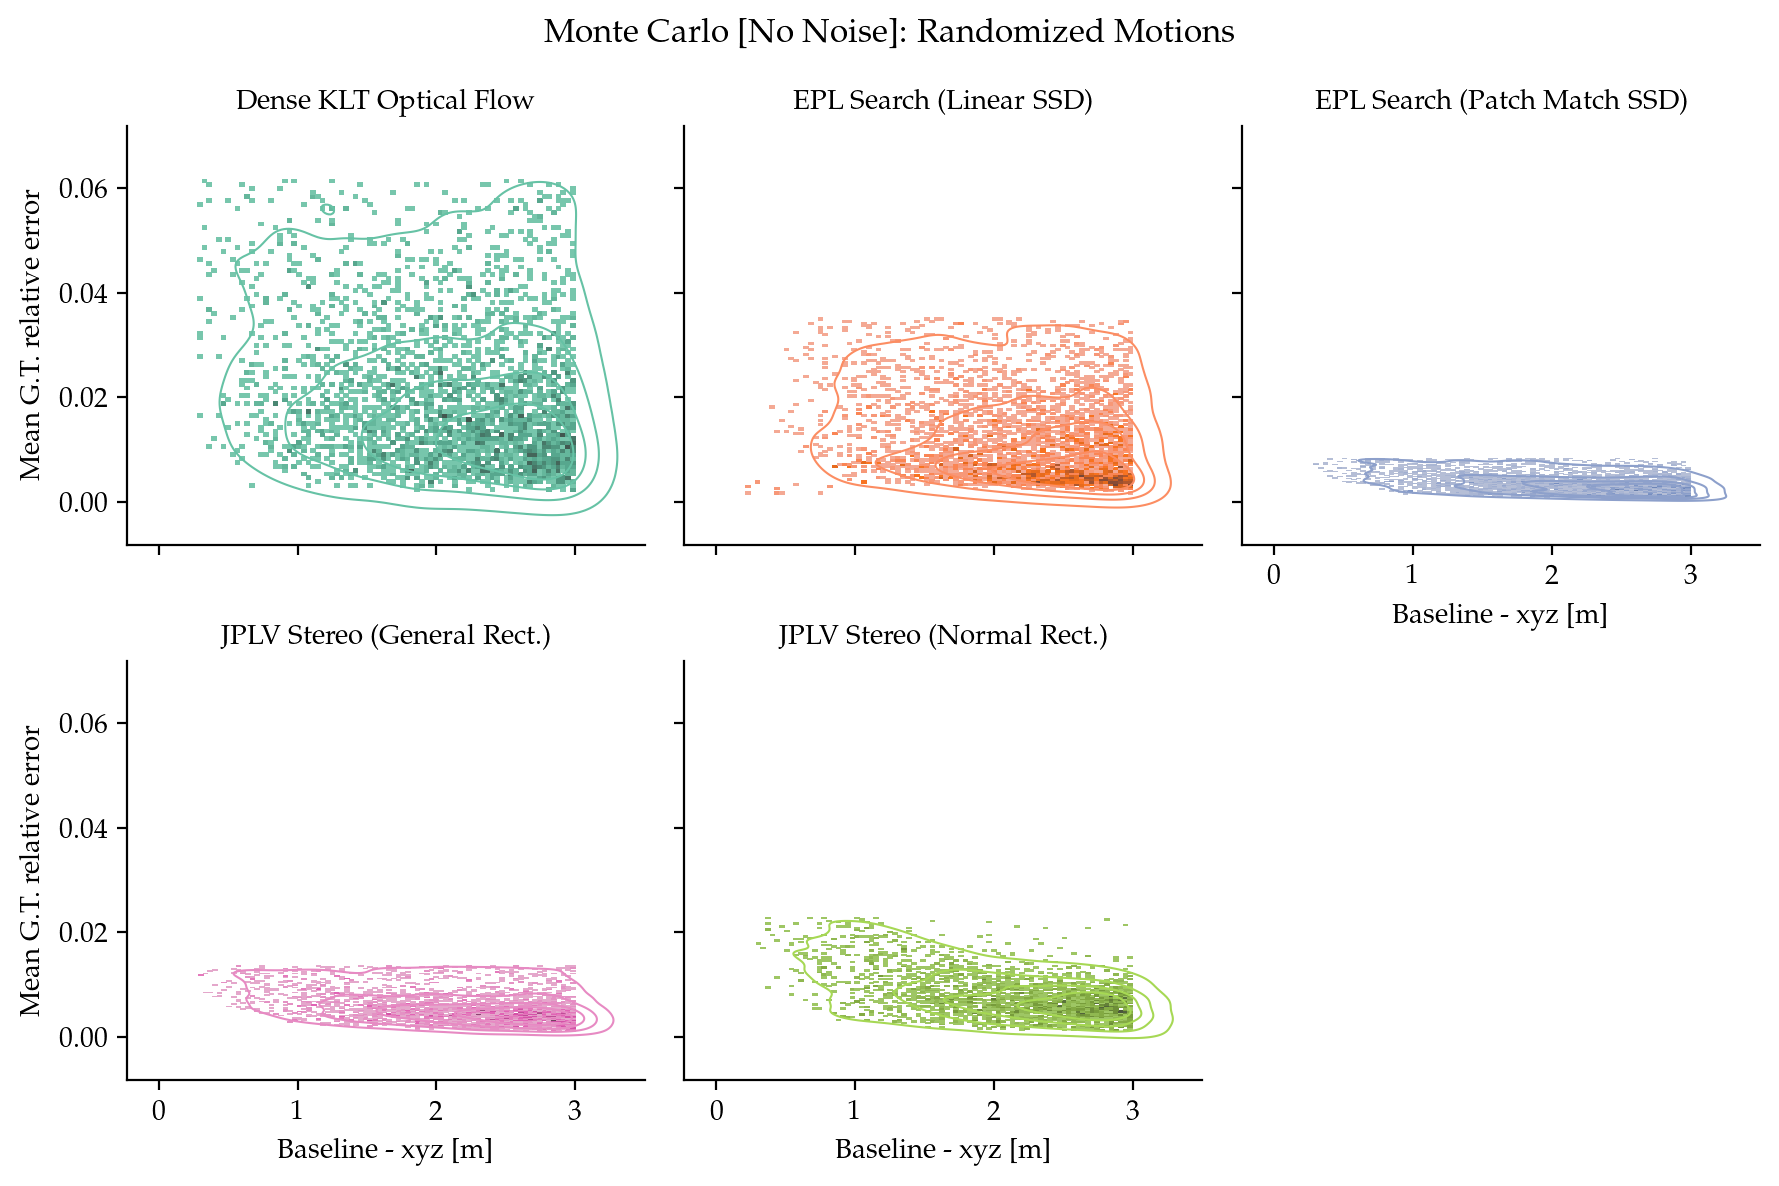 Monte Carlo [No Noise]: Randomized Motions
Dense KLT Optical Flow
EPL Search (Linear SSD)
EPL Search (Patch Match SSD)
Mean G.T. relative error
0.06
0.04
0.02
0.00
0 1 2 3
Baseline - xyz [m]
JPLV Stereo (General Rect.)
JPLV Stereo (Normal Rect.)
Mean G.T. relative error
0.06
0.04
0.02
0.00
0 1 2 3
Baseline - xyz [m]
0 1 2 3
Baseline - xyz [m]